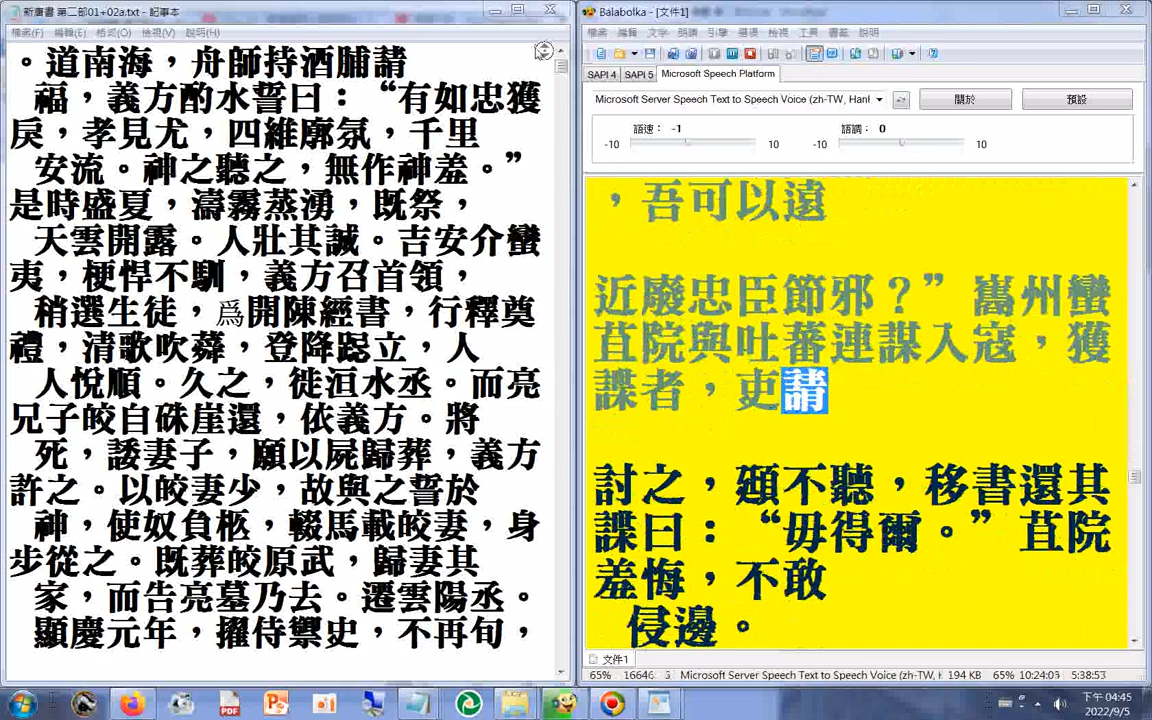 新唐書 第二部01+02a.txt - 記事本
檔案(F) 編輯(E) 格式(O) 檢視(V) 說明(H)
。道南海，舟師持酒脯請
福，義方酌水誓曰：“有如忠獲
戾，孝見尤，四維廓氛，千里
安流。神之聽之，無作神羞。”
是時盛夏，濤霧蒸湧，既祭，
天雲開露。人壯其誠。吉安介蠻
夷，梗悍不馴，義方召首領，
稍選生徒，爲開陳經書，行釋奠
禮，清歌吹蘥，登降跽立，人
人悅順。久之，徙洹水丞。而亮
兄子皎自硃崖還，依義方。將
死，諉妻子，願以屍歸葬，義方
許之。以皎妻少，故與之誓於
神，使奴負柩，輟馬載皎妻，身
步從之。既葬皎原武，歸妻其
家，而告亮墓乃去。遷雲陽丞。
顯慶元年，擢侍禦史，不再旬，
Balabolka - [文件1]
檔案 編輯 文字 朗讀 引擎 選項 檢視 工具 書籤 說明
SAPI 4 SAPI 5 Microsoft Speech Platform
Microsoft Server Speech Text to Speech Voice (zh-TW, Hanl
關於 預設
語速： -1 語調： 0
-10 10 -10 10
，吾可以遠
近廢忠臣節邪？”巂州蠻
苴院與吐蕃連謀入寇，獲
諜者，吏請
討之，頲不聽，移書還其
諜曰：“毋得爾。”苴院
羞悔，不敢
侵邊。
文件1
65% Microsoft Server Speech Text to Speech Voice (zh-TW, Hanl 194 KB 65% 10:24:03 5:38:53
下午 04:45
2022/9/5